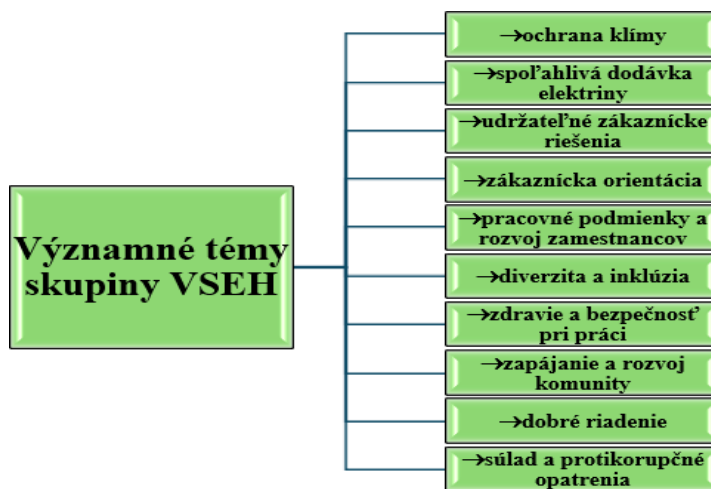 Významné témy
skupiny VSEH
→ochrana klímy
→spoľahlivá dodávka
elektriny
→udržateľné zákaznícke
riešenia
→zákaznícka orientácia
→pracovné podmienky a
rozvoj zamestnancov
→diverzita a inklúzia
→zdravie a bezpečnosť
pri práci
→zapájanie a rozvoj
komunity
→dobré riadenie
→súlad a protikorupčné
opatrenia